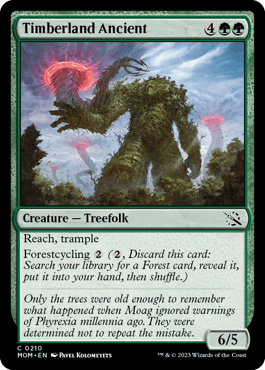 Timberland Ancient 4
Creature — Treefolk
Reach, trample
Forestcycling 2 (2, Discard this card:
Search your library for a Forest card, reveal it,
put it into your hand, then shuffle.)
Only the trees were old enough to remember
what happened when Moag ignored warnings
of Phyrexia millennia ago. They were
determined not to repeat the mistake.
6/5
C 0210
MOM • EN PAVEL KOLOMEYETS
™ & © 2023 Wizards of the Coast